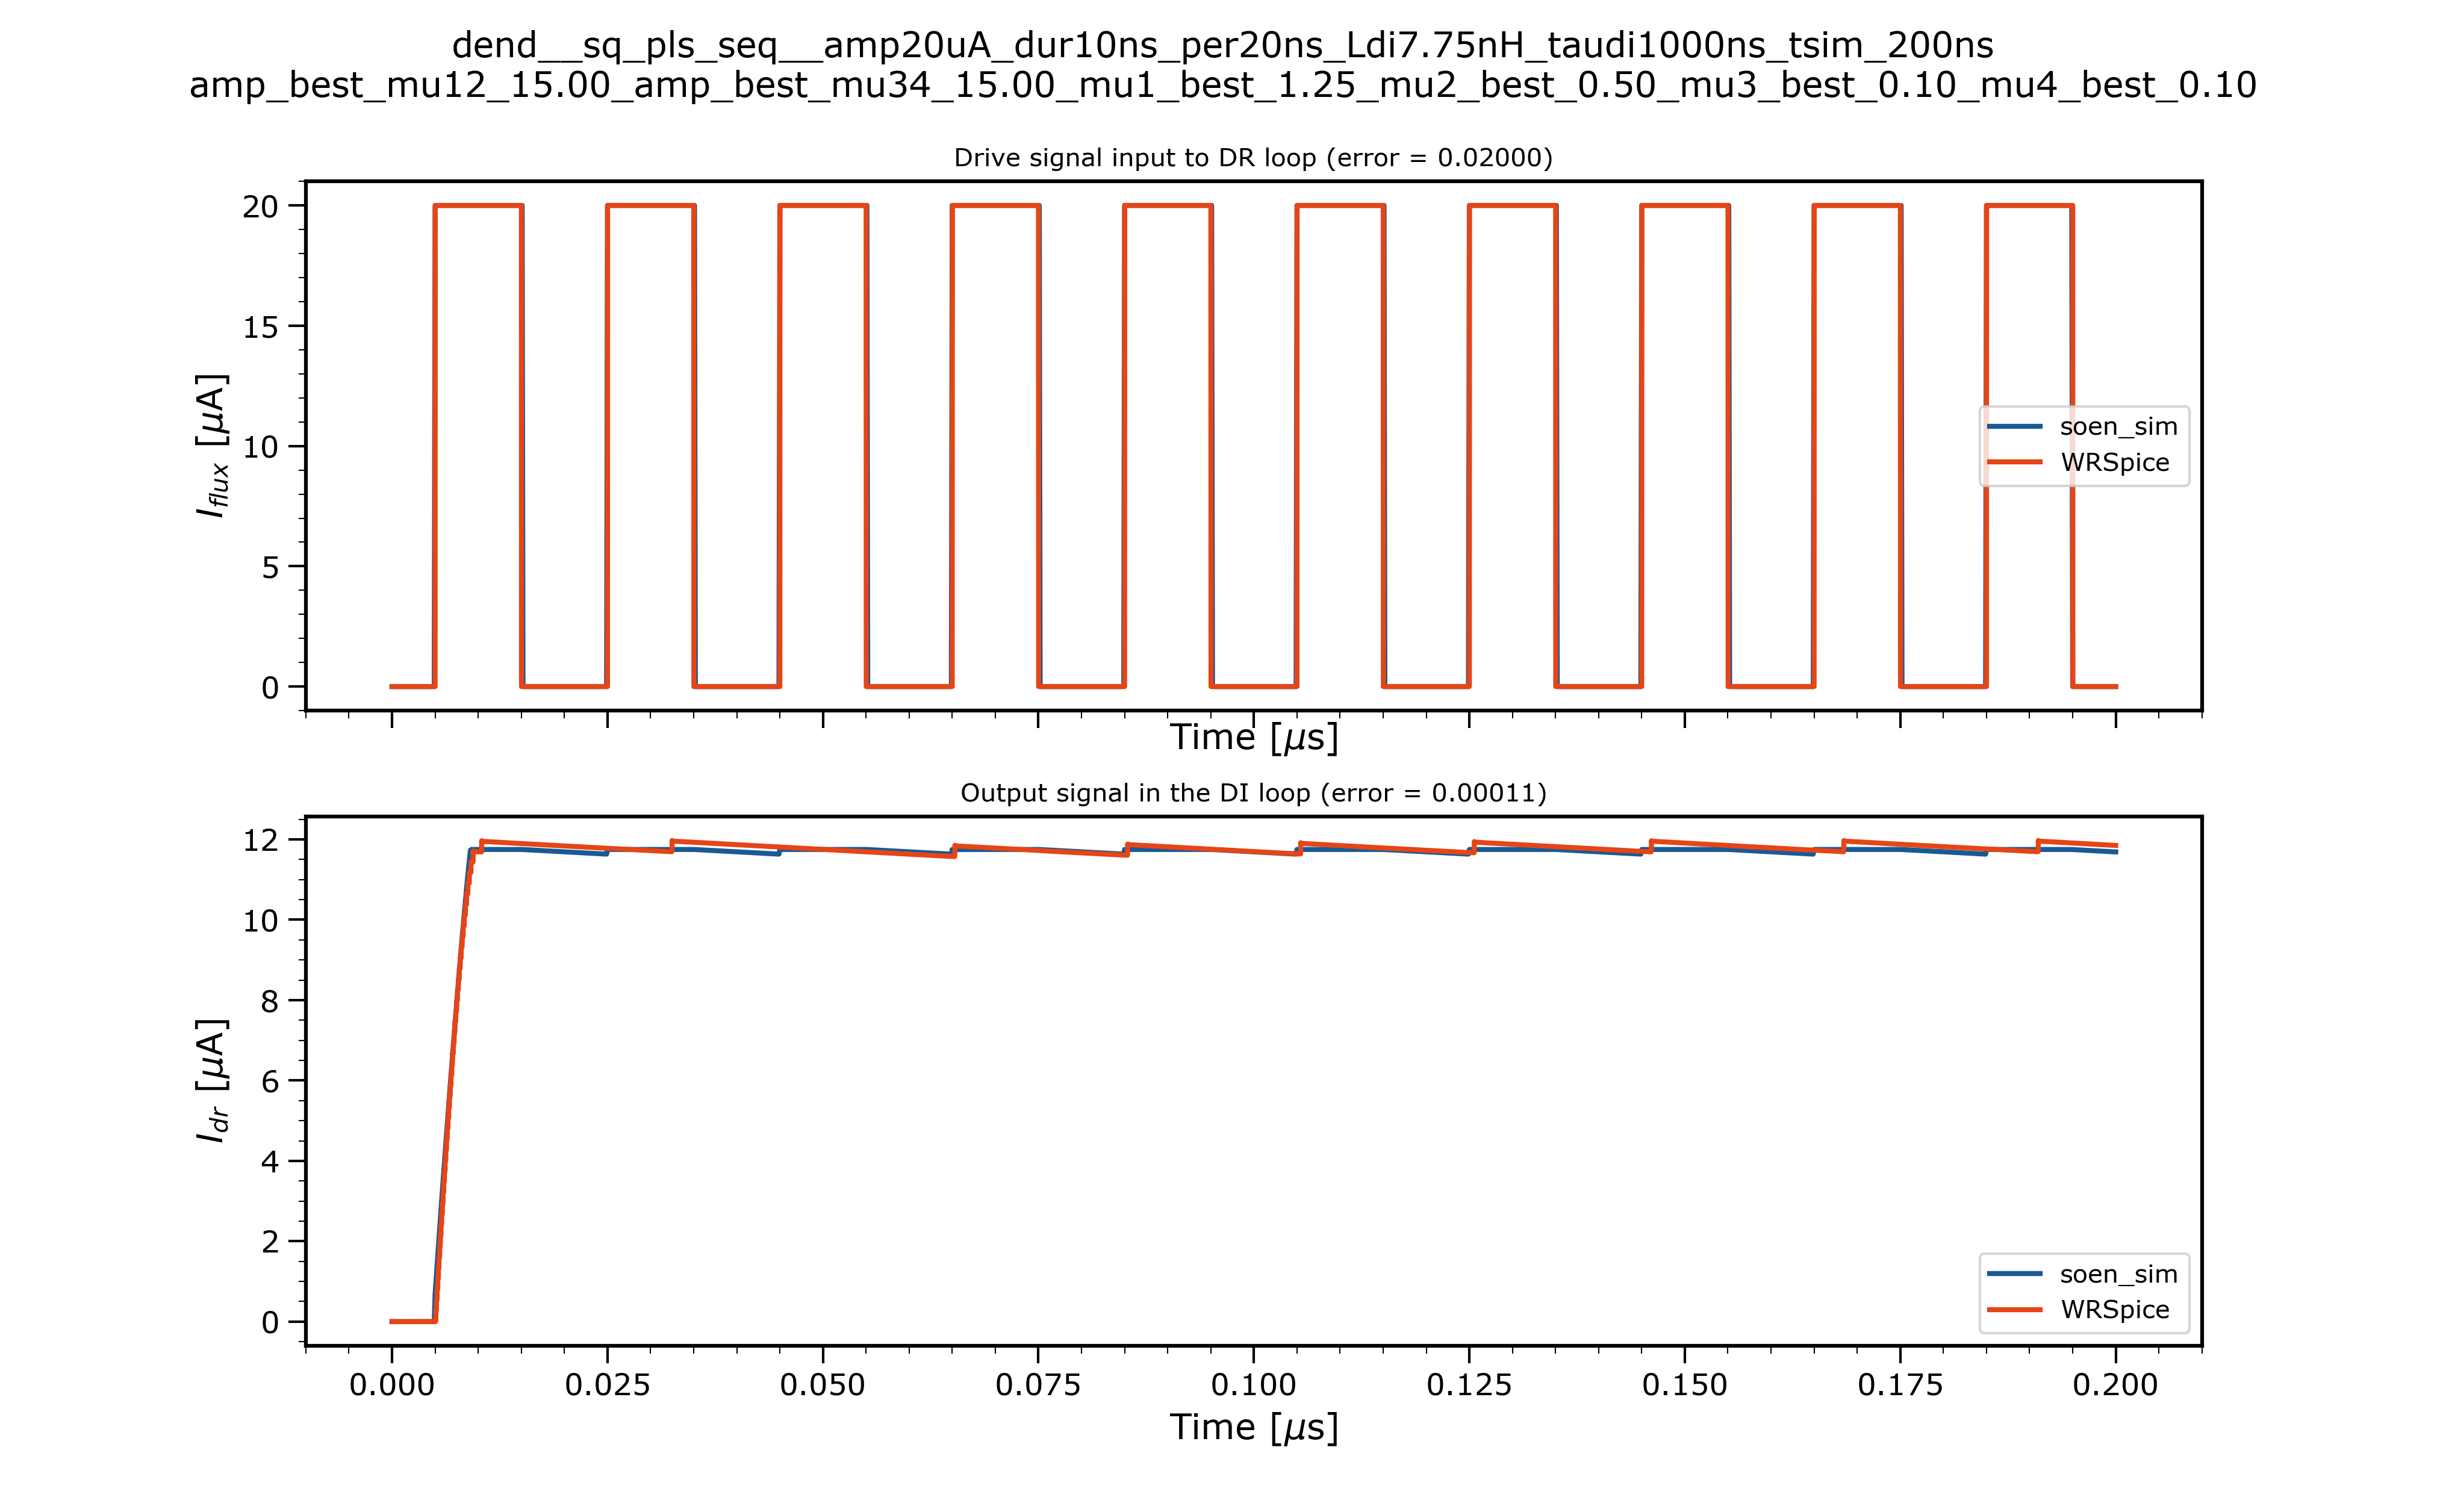 dend__sq_pls_seq__amp20uA_dur10ns_per20ns_Ldi7.75nH_taudi1000ns_tsim_200ns
amp_best_mu12_15.00_amp_best_mu34_15.00_mu1_best_1.25_mu2_best_0.50_mu3_best_0.10_mu4_best_0.10
Drive signal input to DR loop (error = 0.02000)
20
15
10
5
0
I_flux [μA]
soen_sim
WRSpice
Time [μs]
Output signal in the DI loop (error = 0.00011)
12
10
8
6
4
2
0
I_dr [μA]
soen_sim
WRSpice
0.000 0.025 0.050 0.075 0.100 0.125 0.150 0.175 0.200
Time [μs]